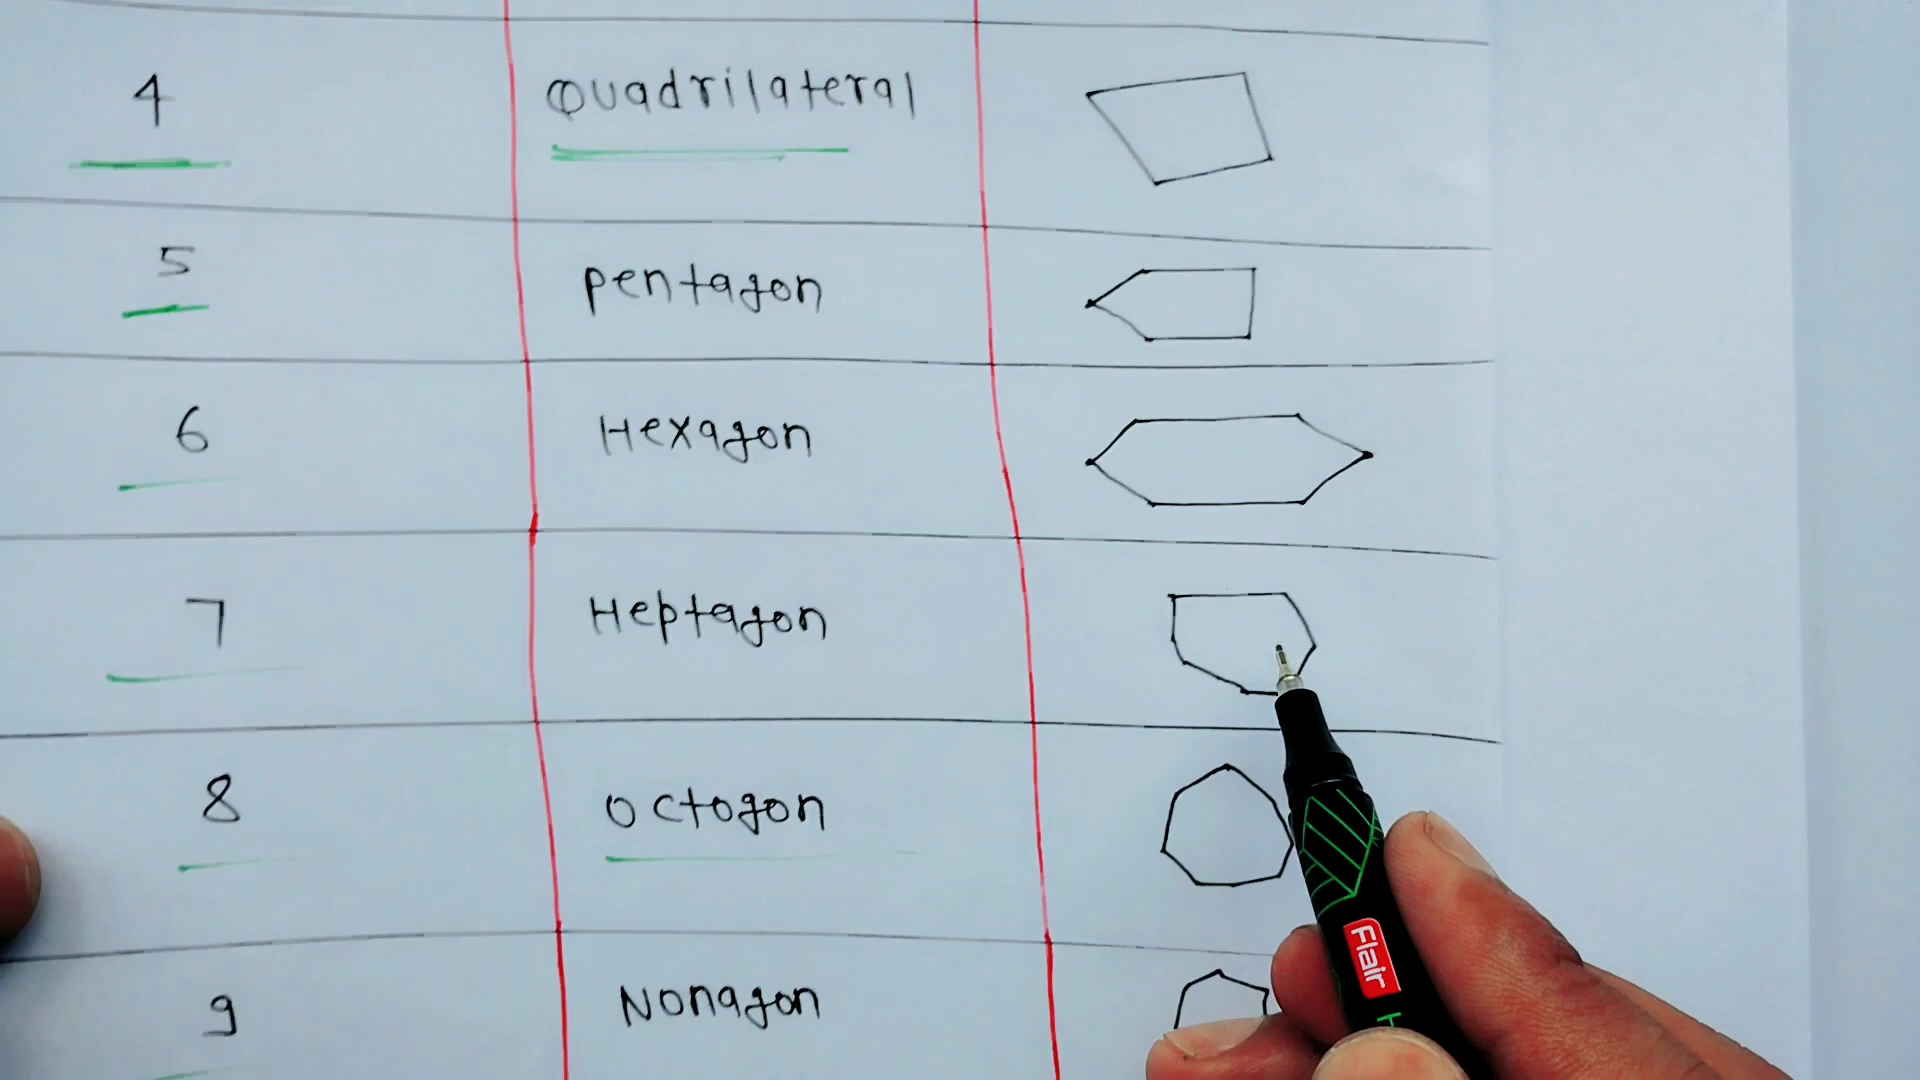 4 Quadrilateral
5 Pentagon
6 Hexagon
7 Heptagon
8 Octogon
9 Nonagon
Flair
H